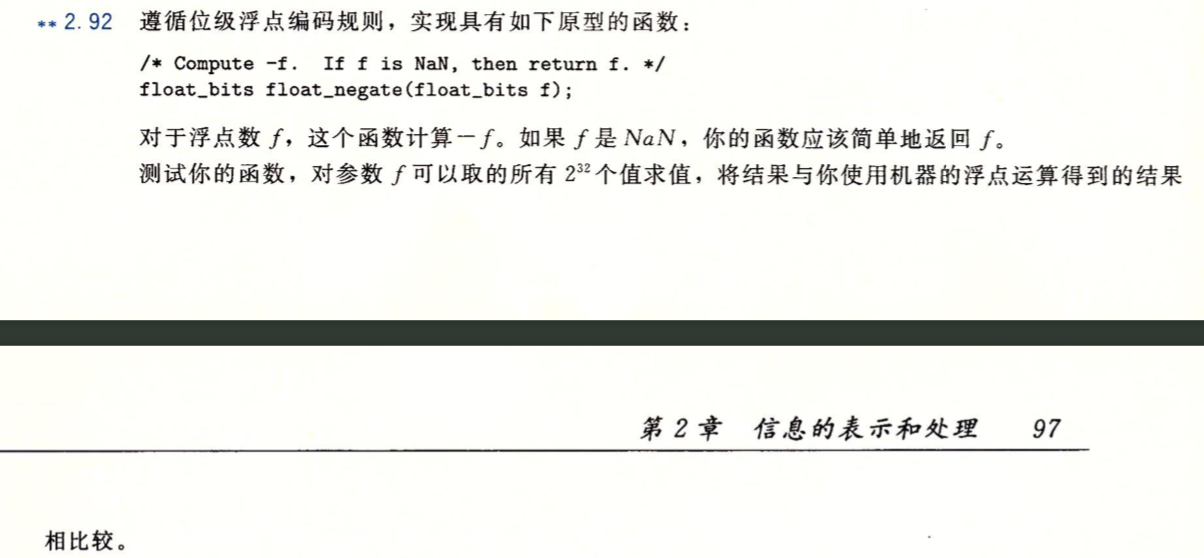 ** 2.92 遵循位级浮点编码规则，实现具有如下原型的函数：
/* Compute -f.  If f is NaN, then return f. */
float_bits float_negate(float_bits f);
对于浮点数 f，这个函数计算－f。如果 f 是 NaN，你的函数应该简单地返回 f。
测试你的函数，对参数 f 可以取的所有 2³² 个值求值，将结果与你使用机器的浮点运算得到的结果
第 2 章 信息的表示和处理 97
相比较。